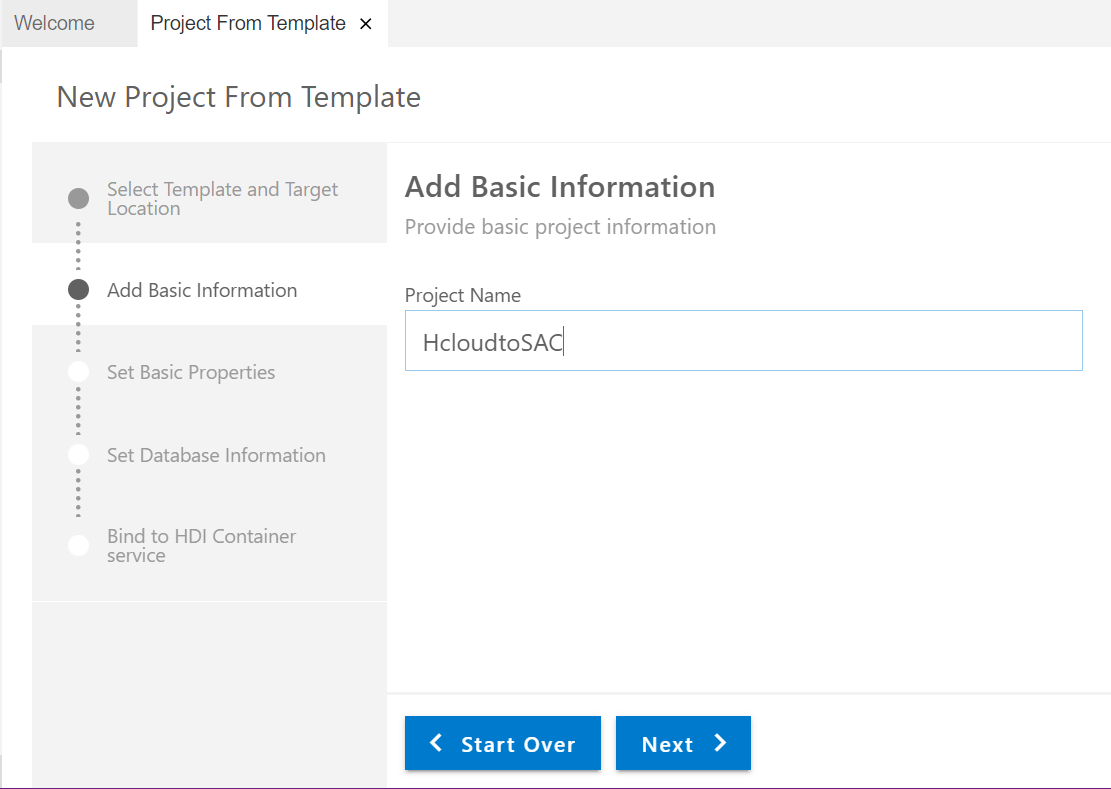 Welcome
Project From Template
New Project From Template
Select Template and Target
Location
Add Basic Information
Set Basic Properties
Set Database Information
Bind to HDI Container
service
Add Basic Information
Provide basic project information
Project Name
HcloudtoSAC
Start Over
Next